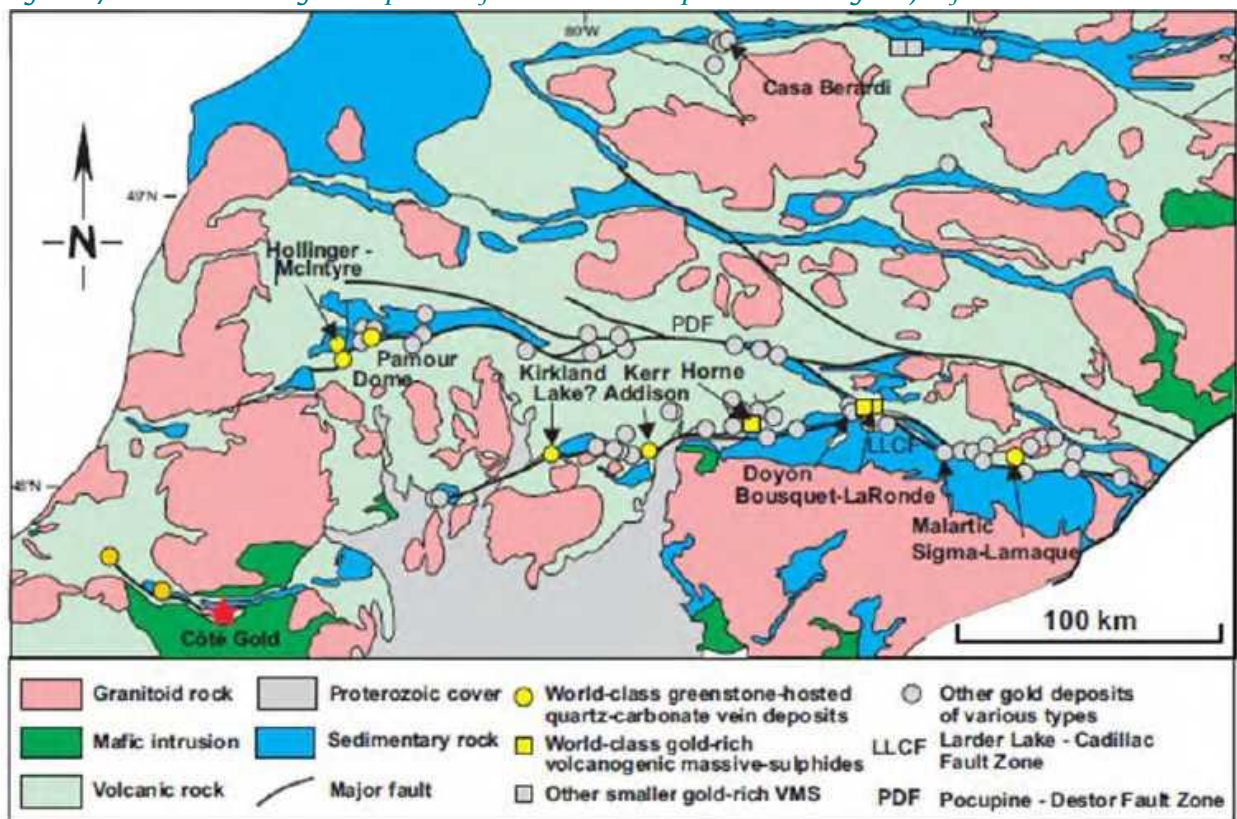 80°W
Casa Berardi
49°N
N
Hollinger -
McIntyre
PDF
Pamour
Dome
Kirkland
Lake?
Kerr
Addison
Horne
LLCF
48°N
Doyon
Bousquet-LaRonde
Malartic
Sigma-Lamaque
Côté Gold
100 km
Granitoid rock
Mafic intrusion
Volcanic rock
Proterozoic cover
Sedimentary rock
Major fault
World-class greenstone-hosted
quartz-carbonate vein deposits
World-class gold-rich
volcanogenic massive-sulphides
Other smaller gold-rich VMS
Other gold deposits
of various types
LLCF Larder Lake - Cadillac
Fault Zone
PDF Pocupine - Destor Fault Zone